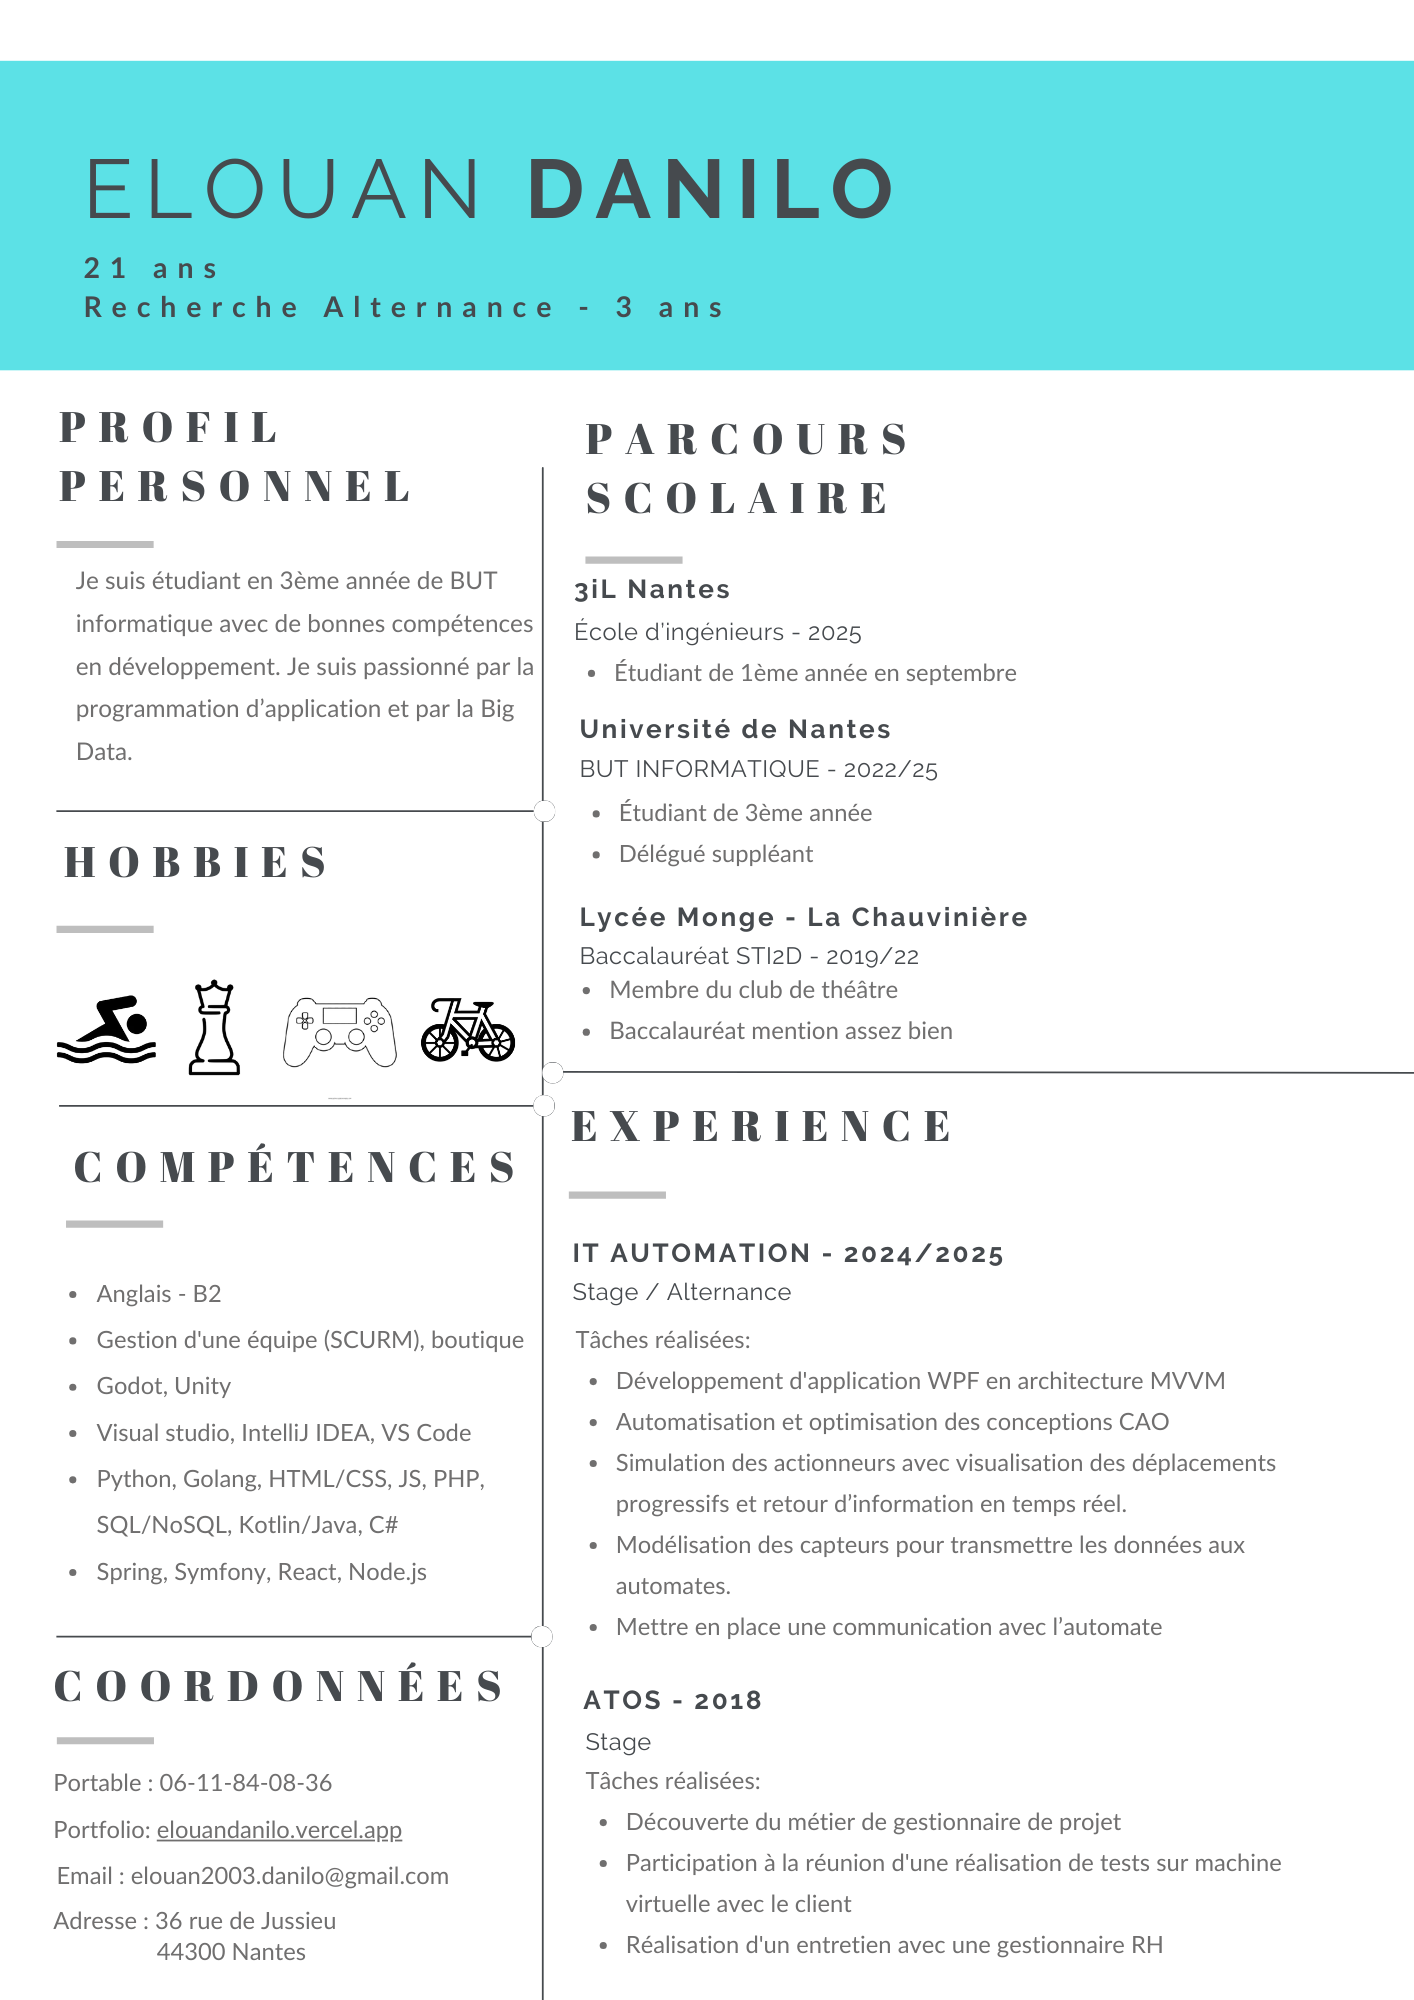 ELOUAN DANILO
21 ans
Recherche Alternance - 3 ans
PROFIL
PERSONNEL
Je suis étudiant en 3ème année de BUT
informatique avec de bonnes compétences
en développement. Je suis passionné par la
programmation d’application et par la Big
Data.
HOBBIES
COMPÉTENCES
• Anglais - B2
• Gestion d'une équipe (SCURM), boutique
• Godot, Unity
• Visual studio, IntelliJ IDEA, VS Code
• Python, Golang, HTML/CSS, JS, PHP,
SQL/NoSQL, Kotlin/Java, C#
• Spring, Symfony, React, Node.js
COORDONNÉES
Portable : 06-11-84-08-36
Portfolio: elouandanilo.vercel.app
Email : elouan2003.danilo@gmail.com
Adresse : 36 rue de Jussieu
44300 Nantes
PARCOURS
SCOLAIRE
3iL Nantes
École d’ingénieurs - 2025
• Étudiant de 1ème année en septembre
Université de Nantes
BUT INFORMATIQUE - 2022/25
• Étudiant de 3ème année
• Délégué suppléant
Lycée Monge - La Chauvinière
Baccalauréat STI2D - 2019/22
• Membre du club de théâtre
• Baccalauréat mention assez bien
EXPERIENCE
IT AUTOMATION - 2024/2025
Stage / Alternance
Tâches réalisées:
• Développement d'application WPF en architecture MVVM
• Automatisation et optimisation des conceptions CAO
• Simulation des actionneurs avec visualisation des déplacements
progressifs et retour d’information en temps réel.
• Modélisation des capteurs pour transmettre les données aux
automates.
• Mettre en place une communication avec l’automate
ATOS - 2018
Stage
Tâches réalisées:
• Découverte du métier de gestionnaire de projet
• Participation à la réunion d'une réalisation de tests sur machine
virtuelle avec le client
• Réalisation d'un entretien avec une gestionnaire RH